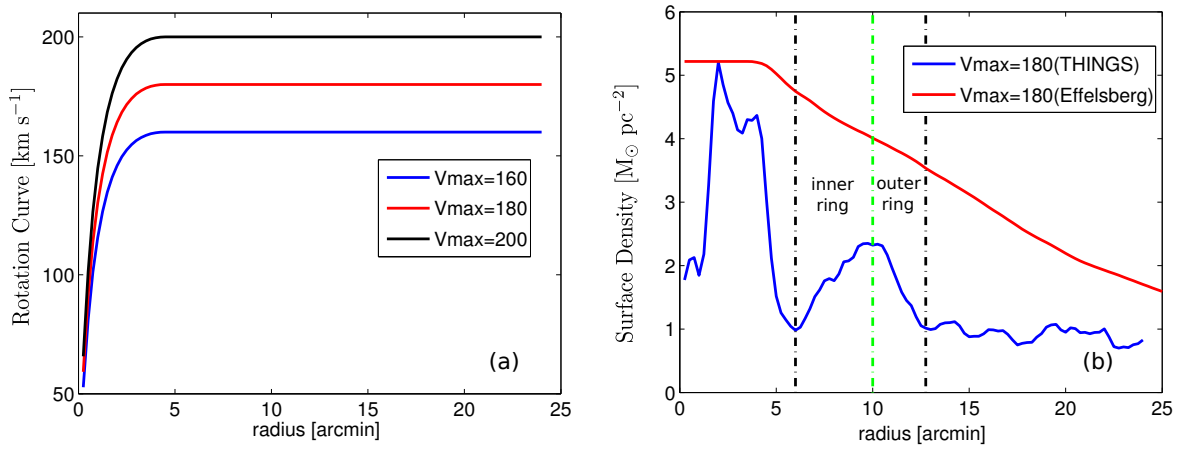 Rotation Curve [km s⁻¹]
200
150
100
50
Vmax=160
Vmax=180
Vmax=200
(a)
0 5 10 15 20 25
radius [arcmin]
Surface Density [M⊙ pc⁻²]
6
5
4
3
2
1
0
Vmax=180(THINGS)
Vmax=180(Effelsberg)
inner ring
outer ring
(b)
0 5 10 15 20 25
radius [arcmin]